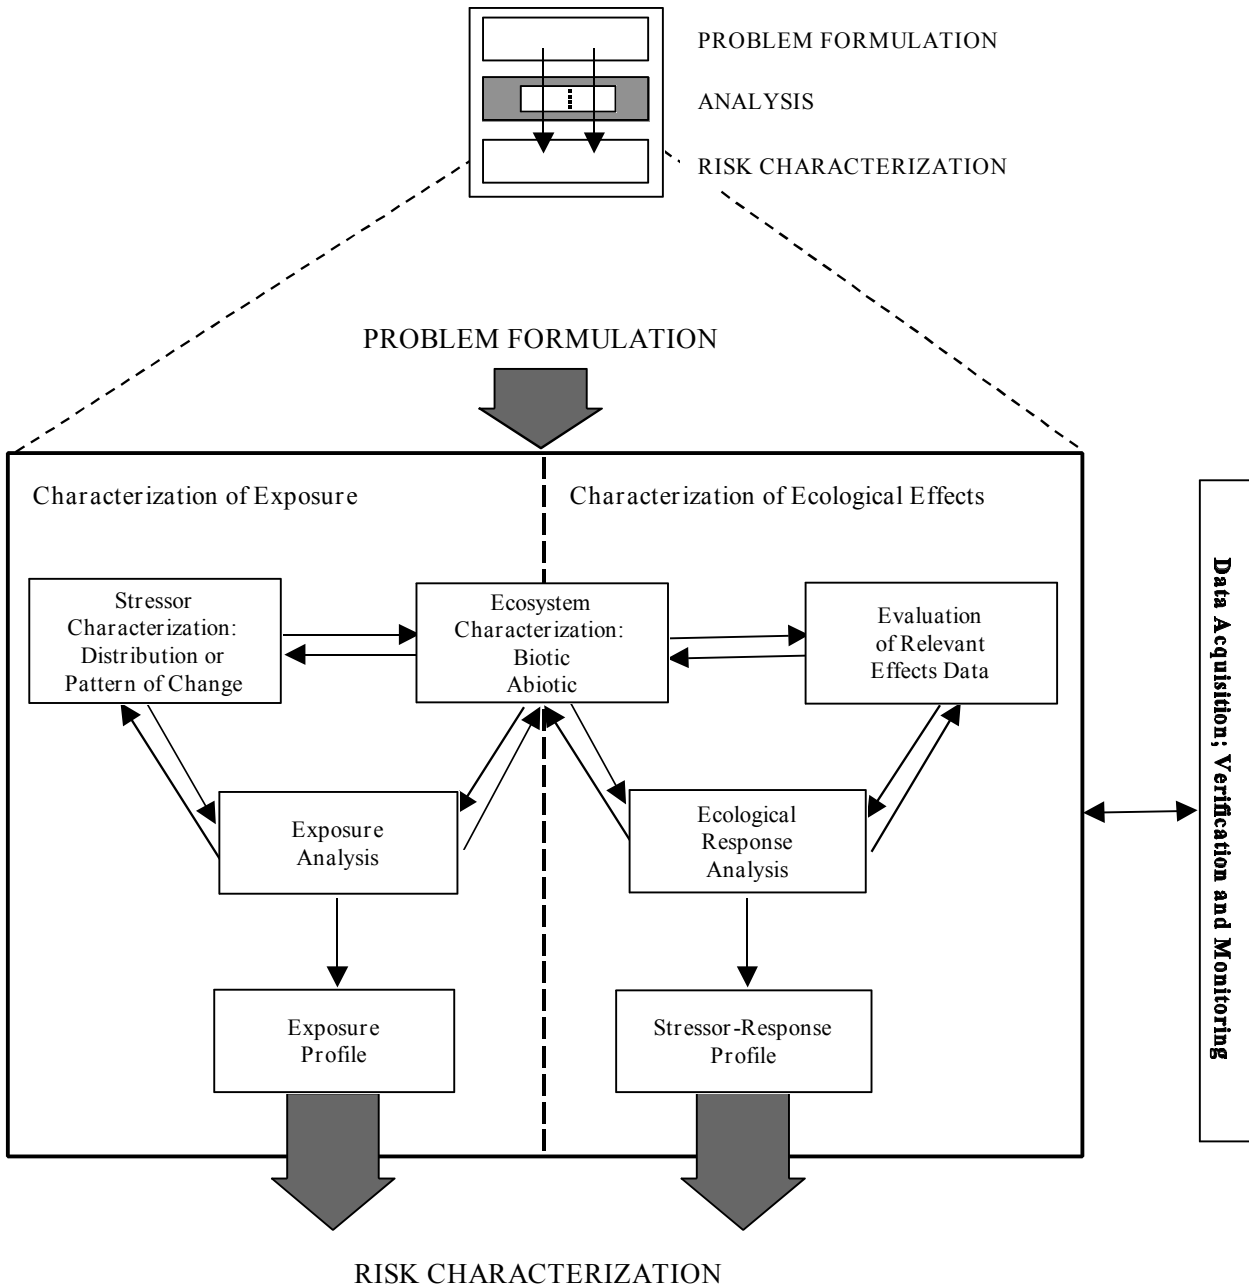 PROBLEM FORMULATION
ANALYSIS
RISK CHARACTERIZATION
PROBLEM FORMULATION
Characterization of Exposure
Characterization of Ecological Effects
Stressor
Characterization:
Distribution or
Pattern of Change
Ecosystem
Characterization:
Biotic
Abiotic
Evaluation
of Relevant
Effects Data
Exposure
Analysis
Ecological
Response
Analysis
Exposure
Profile
Stressor-Response
Profile
Data Acquisition; Verification and Monitoring
RISK CHARACTERIZATION